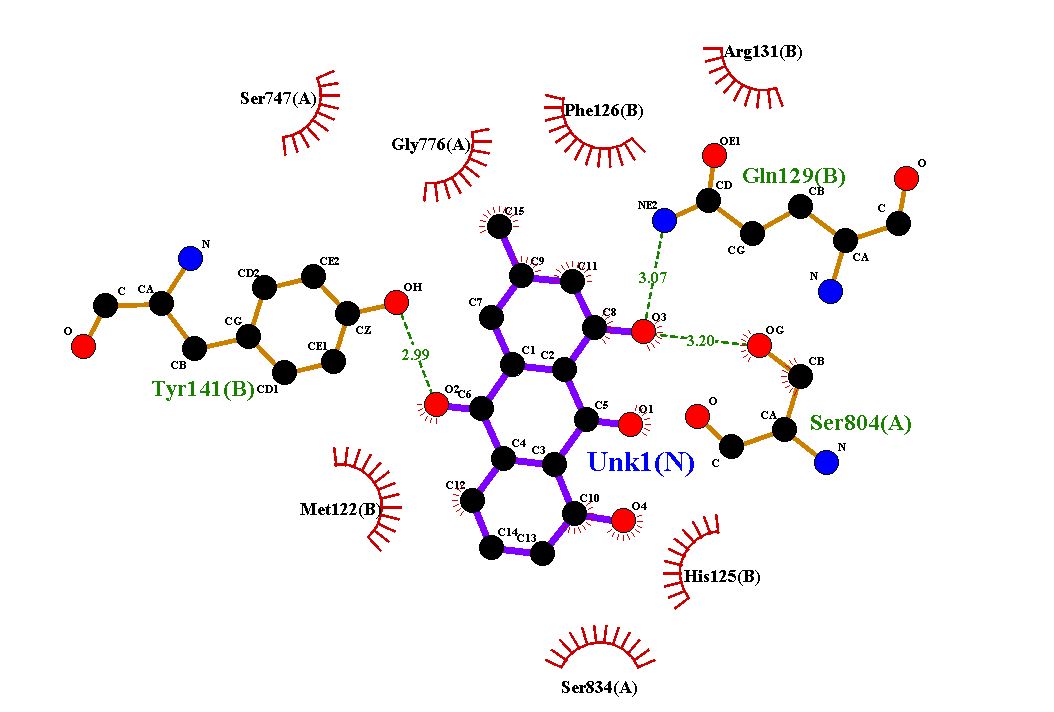 Arg131(B)
Ser747(A)
Phe126(B)
Gly776(A)
OE1
Gln129(B)
O
CD
CB
NE2
C15
C
CG
CA
N
N
CE2
C9
C11
CD2
3.07
N
C
CA
OH
C7
C8
O3
CG
CZ
O
3.20
OG
CE1
2.99
C1
C2
CB
CB
Tyr141(B)
CD1
O2
C6
C5
O1
O
CA
Ser804(A)
C4
C3
Unk1(N)
C
N
C12
C10
O4
Met122(B)
C14
C13
His125(B)
Ser834(A)